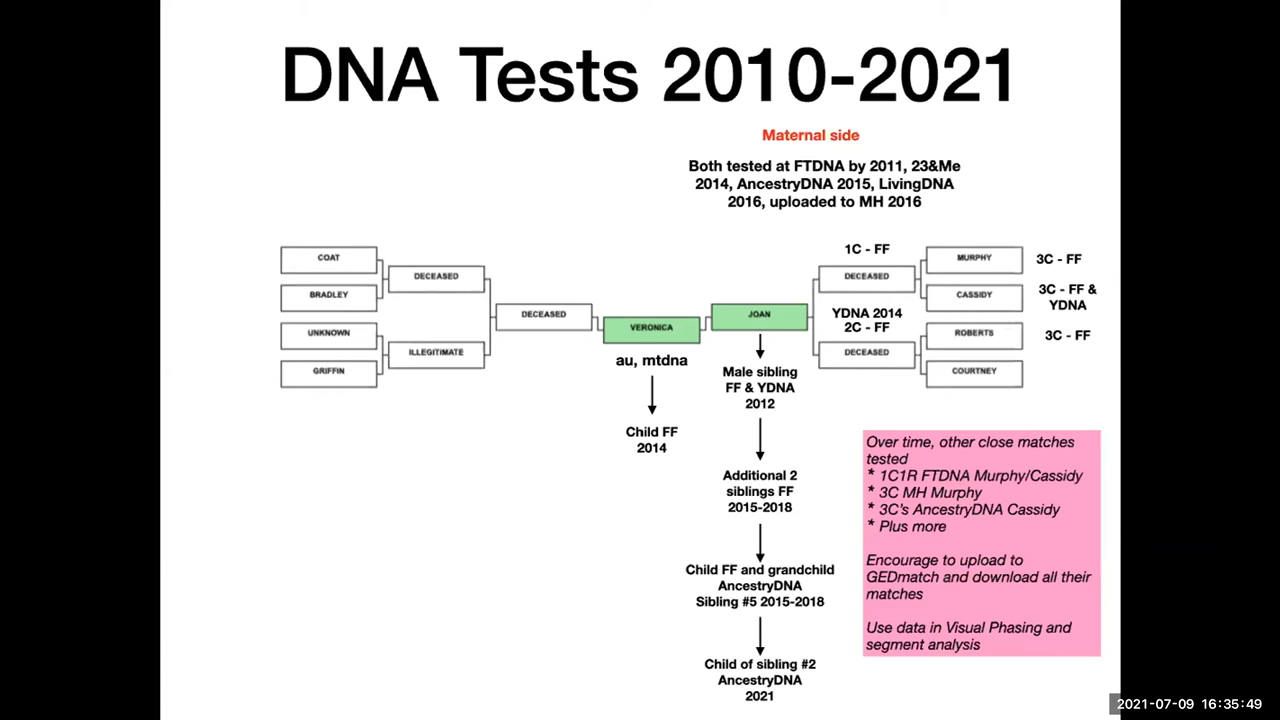 DNA Tests 2010-2021
Maternal side
Both tested at FTDNA by 2011, 23&Me
2014, AncestryDNA 2015, LivingDNA
2016, uploaded to MH 2016
COAT
BRADLEY
UNKNOWN
GRIFFIN
DECEASED
ILLEGITIMATE
DECEASED
VERONICA
au, mtdna
Child FF
2014
JOAN
Male sibling
FF & YDNA
2012
Additional 2
siblings FF
2015-2018
Child FF and grandchild
AncestryDNA
Sibling #5 2015-2018
Child of sibling #2
AncestryDNA
2021
1C - FF
DECEASED
YDNA 2014
2C - FF
DECEASED
MURPHY
CASSIDY
ROBERTS
COURTNEY
3C - FF
3C - FF &
YDNA
3C - FF
Over time, other close matches
tested
* 1C1R FTDNA Murphy/Cassidy
* 3C MH Murphy
* 3C's AncestryDNA Cassidy
* Plus more
Encourage to upload to
GEDmatch and download all their
matches
Use data in Visual Phasing and
segment analysis
2021-07-09 16:35:49